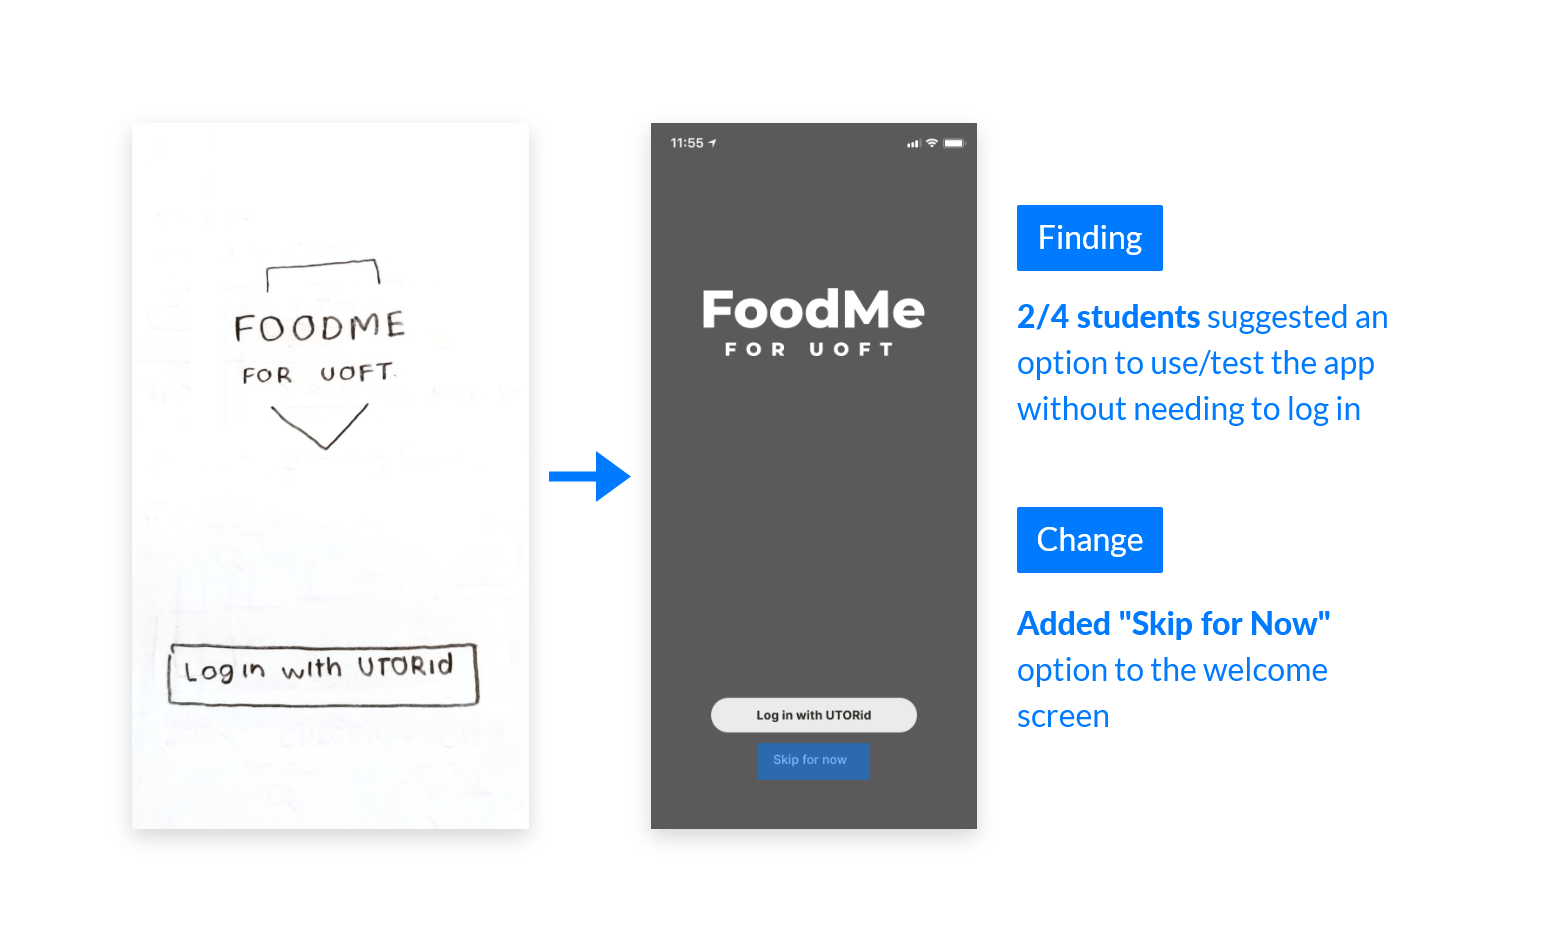 FOODME
FOR UOFT.
Log in with UTORid
11:55
FoodMe
FOR UOFT
Log in with UTORid
Skip for now
Finding
2/4 students suggested an
option to use/test the app
without needing to log in
Change
Added "Skip for Now"
option to the welcome
screen